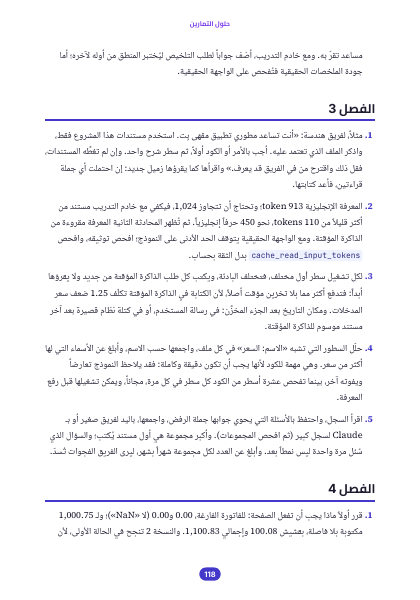 حلول التمارين
مساعد تقرّ به. ومع خادم التدريب، أضف جواباً لطلب التلخيص ليُختبر المنطق من أوله لآخره؛ أما
جودة الملخصات الحقيقية فتُفحص على الواجهة الحقيقية.
الفصل 3
1. مثلاً، لفريق هندسة: «أنت تساعد مطوري تطبيق مقهى بِت. استخدم مستندات هذا المشروع فقط،
واذكر الملف الذي تعتمد عليه. أجب بالأمر أو الكود أولاً، ثم سطر شرح واحد. وإن لم تغطّه المستندات،
فقل ذلك واقترح من في الفريق قد يعرف.» واقرأها كما يقرؤها زميل جديد: إن احتملت أي جملة
قراءتين، فأعد كتابتها.
2. المعرفة الإنجليزية 913 token؛ وتحتاج أن تتجاوز 1,024، فيكفي مع خادم التدريب مستند من
أكثر قليلاً من 110 tokens، نحو 450 حرفاً إنجليزياً. ثم تُظهر المحادثة الثانية المعرفة مقروءة من
الذاكرة المؤقتة. ومع الواجهة الحقيقية يتوقف الحد الأدنى على النموذج؛ افحص توثيقه، وافحص
cache_read_input_tokens بدل الثقة بحساب.
3. لكل تشغيل سطر أول مختلف، فتختلف البادئة، ويكتب كل طلب الذاكرة المؤقتة من جديد ولا يقرؤها
أبداً: فتدفع أكثر مما بلا تخزين مؤقت أصلاً، لأن الكتابة في الذاكرة المؤقتة تكلّف 1.25 ضعف سعر
المدخلات. ومكان التاريخ بعد الجزء المخزَّن: في رسالة المستخدم، أو في كتلة نظام قصيرة بعد آخر
مستند موسوم للذاكرة المؤقتة.
4. حلّل السطور التي تشبه «الاسم: السعر» في كل ملف، واجمعها حسب الاسم، وأبلغ عن الأسماء التي لها
أكثر من سعر. وهي مهمة للكود لأنها يجب أن تكون دقيقة وكاملة: فقد يلاحظ النموذج تعارضاً
ويفوته آخر، بينما تفحص عشرة أسطر من الكود كل سطر في كل مرة، مجاناً، ويمكن تشغيلها قبل رفع
المعرفة.
5. اقرأ السجل، واحتفظ بالأسئلة التي يحوي جوابها جملة الرفض، واجمعها، باليد لفريق صغير أو بـ
Claude لسجل كبير (ثم افحص المجموعات). وأكبر مجموعة هي أول مستند يُكتب؛ والسؤال الذي
سُئل مرة واحدة ليس نمطاً بعد. وأبلغ عن العدد لكل مجموعة شهراً بشهر، ليرى الفريق الفجوات تُسدّ.
الفصل 4
1. قرر أولاً ماذا يجب أن تفعل الصفحة: للفاتورة الفارغة، 0.00 و0.00 (لا «NaN»)؛ ولـ 1,000.75
مكتوبة بلا فاصلة، بقشيش 100.08 وإجمالي 1,100.83. والنسخة 2 تنجح في الحالة الأولى، لأن
118